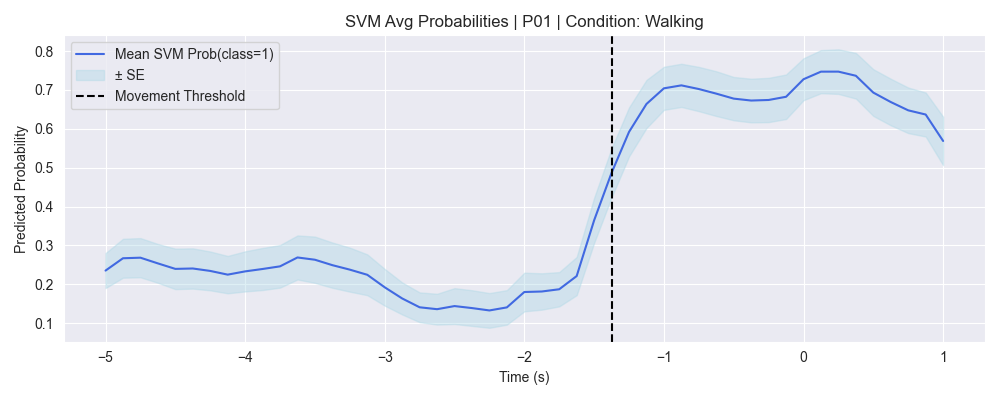 SVM Avg Probabilities | P01 | Condition: Walking
Mean SVM Prob(class=1)
± SE
Movement Threshold
Predicted Probability
0.8
0.7
0.6
0.5
0.4
0.3
0.2
0.1
−5 −4 −3 −2 −1 0 1
Time (s)